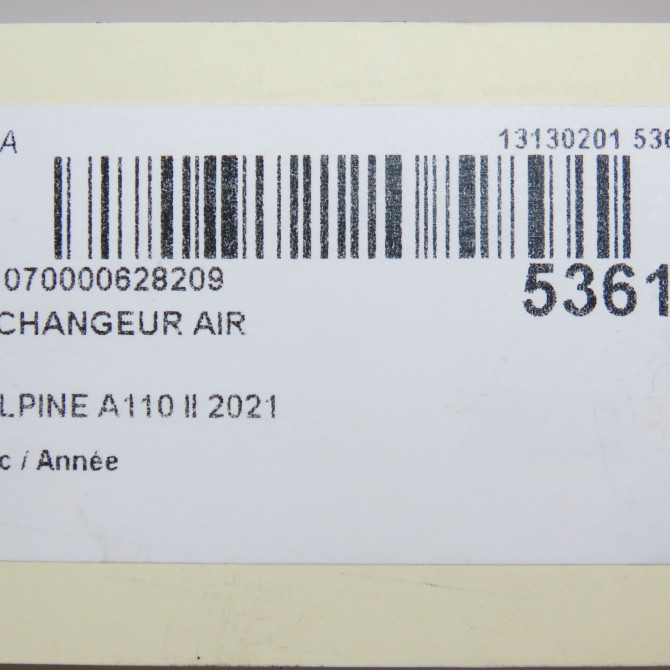 A 13130201 536
070000628209 5361
CHANGEUR AIR
LPINE A110 II 2021
c / Année